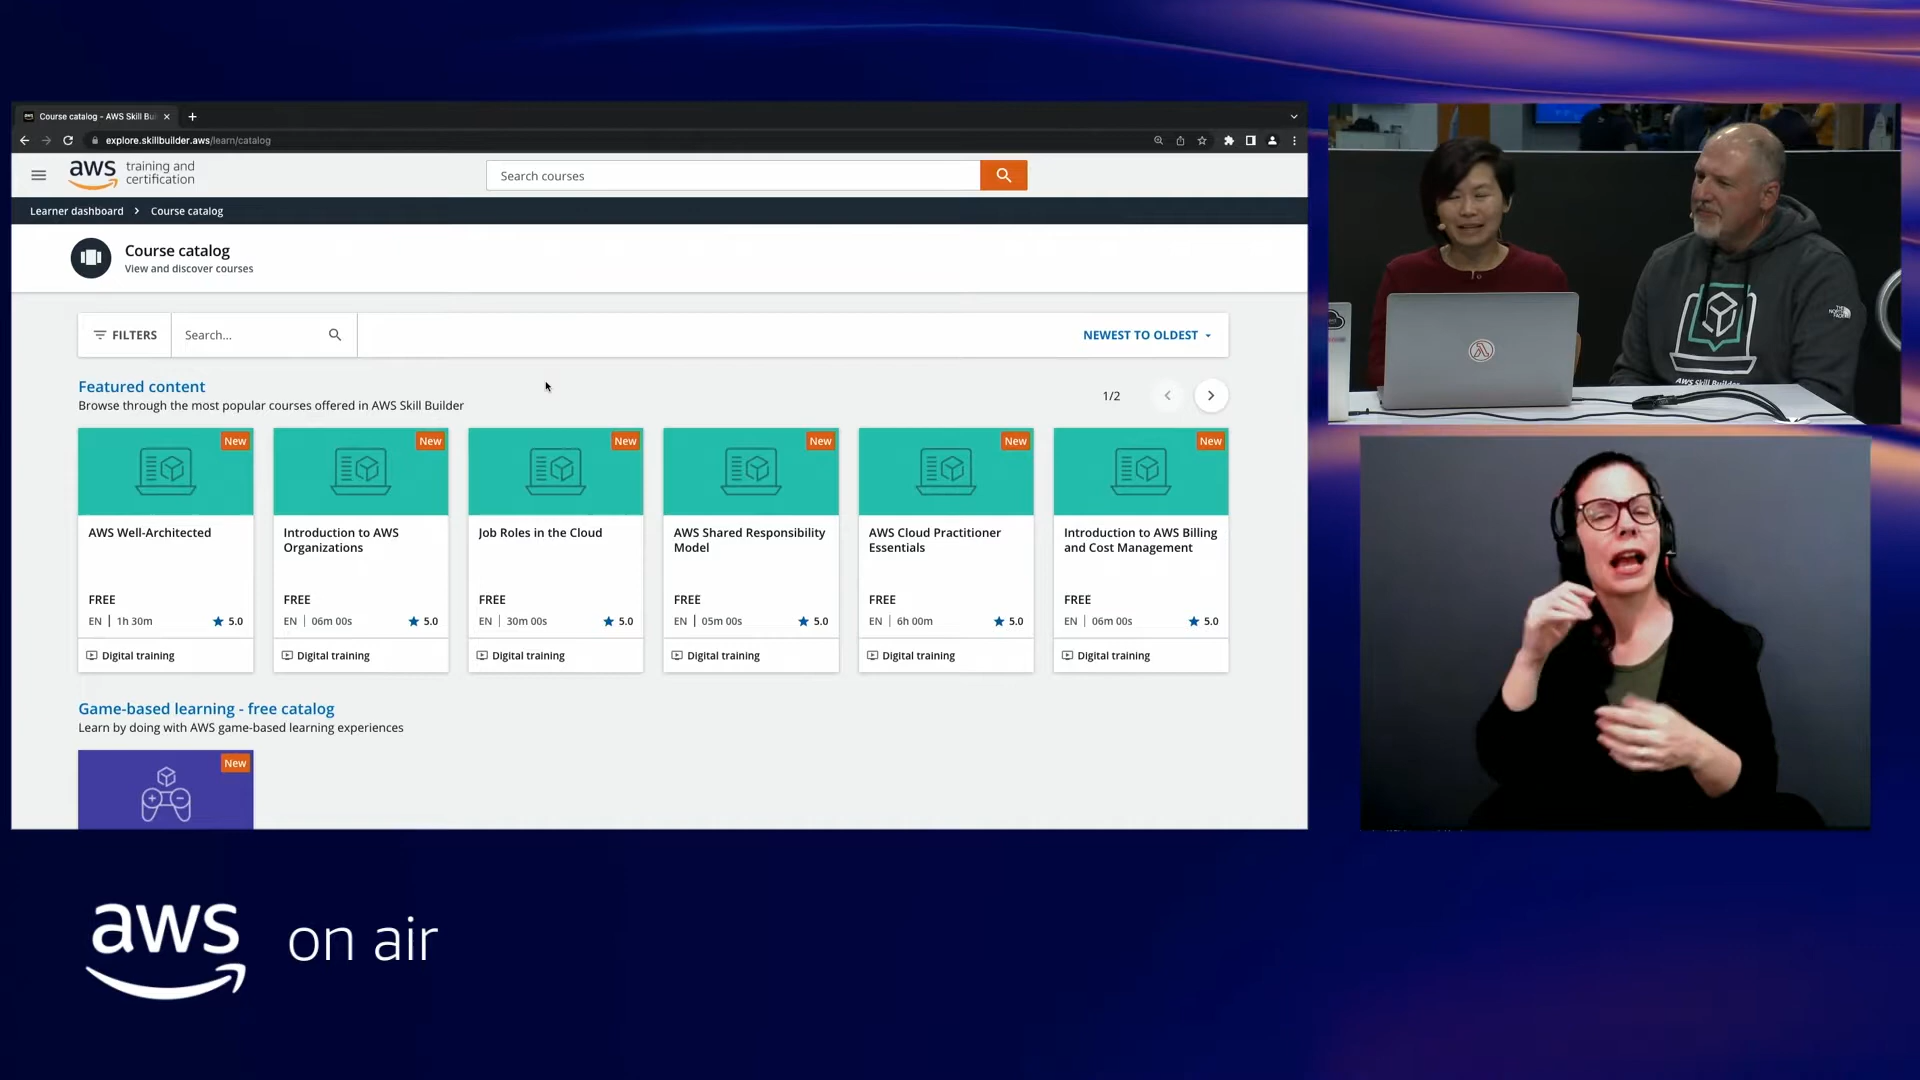 Course catalog - AWS Skill Bu
explore.skillbuilder.aws/learn/catalog
aws training and
certification
Search courses
Learner dashboard > Course catalog
Course catalog
View and discover courses
FILTERS
Search...
NEWEST TO OLDEST
Featured content
Browse through the most popular courses offered in AWS Skill Builder
1/2
New
New
New
New
New
New
AWS Well-Architected
FREE
EN | 1h 30m
5.0
Digital training
Introduction to AWS
Organizations
FREE
EN | 06m 00s
5.0
Digital training
Job Roles in the Cloud
FREE
EN | 30m 00s
5.0
Digital training
AWS Shared Responsibility
Model
FREE
EN | 05m 00s
5.0
Digital training
AWS Cloud Practitioner
Essentials
FREE
EN | 6h 00m
5.0
Digital training
Introduction to AWS Billing
and Cost Management
FREE
EN | 06m 00s
5.0
Digital training
Game-based learning - free catalog
Learn by doing with AWS game-based learning experiences
New
AWS Skill Builder
THE
NORTH
FACE
aws on air